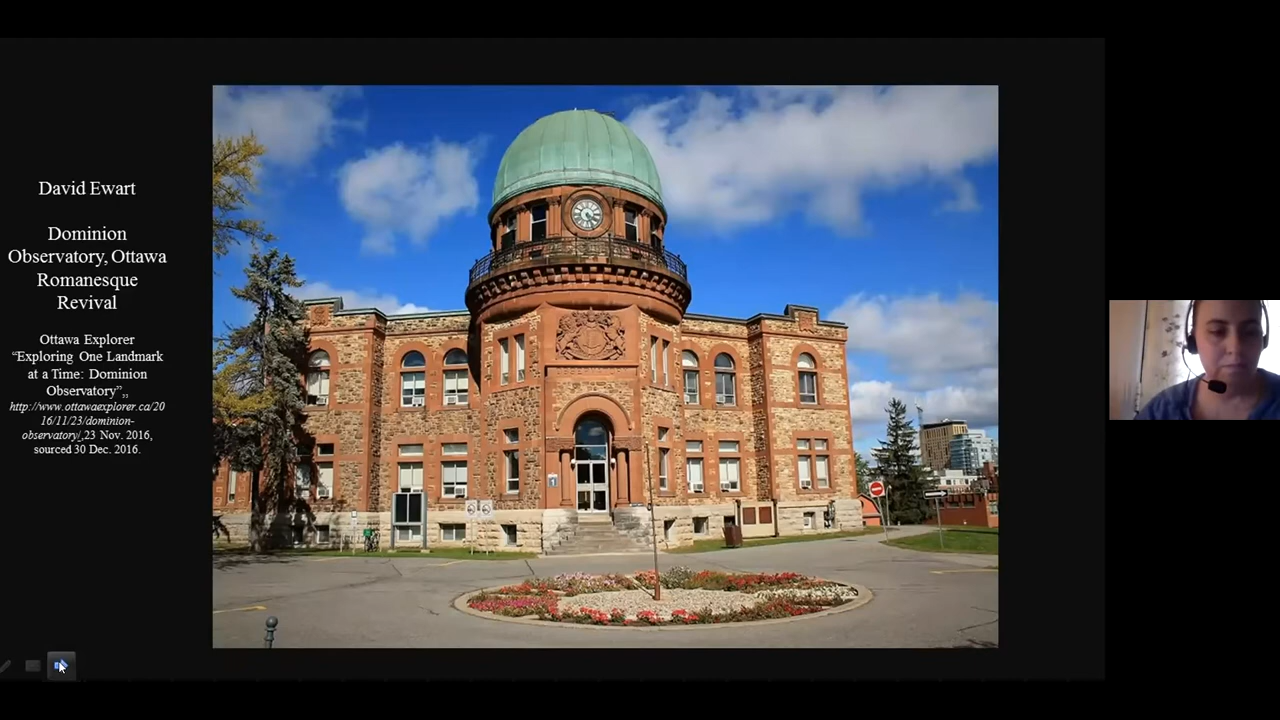 David Ewart
Dominion
Observatory, Ottawa
Romanesque
Revival
Ottawa Explorer
“Exploring One Landmark
at a Time: Dominion
Observatory”,,
http://www.ottawaexplorer.ca/20
16/11/23/dominion-
observatory/,23 Nov. 2016,
sourced 30 Dec. 2016.
1